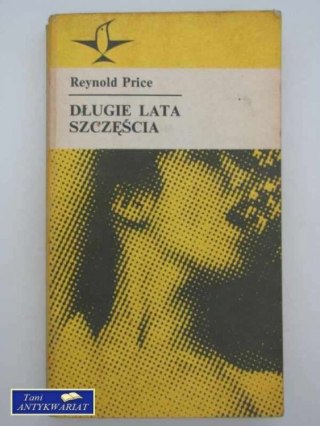 Reynold Price
DŁUGIE LATA
SZCZĘŚCIA
Tani
ANTYKWARIAT